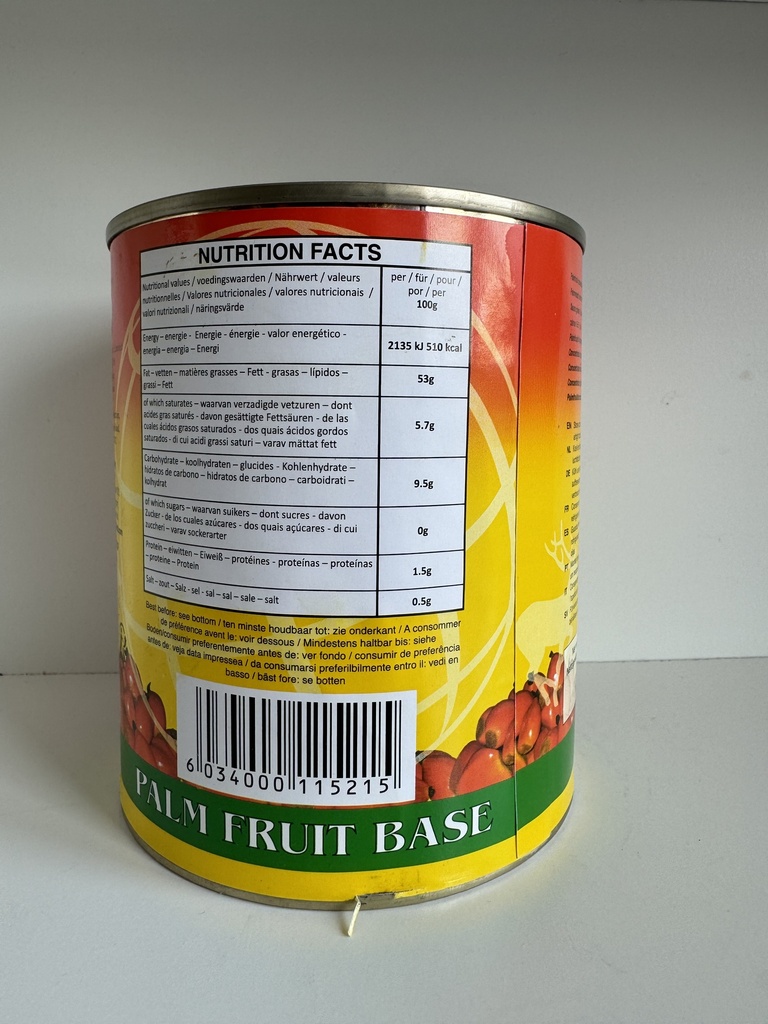 NUTRITION FACTS
Nutritional values / voedingswaarden / Nährwert / valeurs
nutritionnelles / Valores nutricionales / valores nutricionais /
valori nutrizionali / näringsvärde
per / für / pour /
por / per
100g
Energy – energie - Energie - énergie - valor energético -
energia – energia – Energi
2135 kJ 510 kcal
Fat – vetten – matières grasses – Fett - grasas – lípidos –
grassi – Fett
53g
of which saturates – waarvan verzadigde vetzuren – dont
acides gras saturés - davon gesättigte Fettsäuren - de las
cuales ácidos grasos saturados - dos quais ácidos gordos
saturados - di cui acidi grassi saturi – varav mättat fett
5.7g
Carbohydrate – koolhydraten – glucides - Kohlenhydrate –
hidratos de carbono – hidratos de carbono – carboidrati –
kolhydrat
9.5g
of which sugars – waarvan suikers – dont sucres - davon
Zucker - de los cuales azúcares - dos quais açúcares - di cui
zuccheri – varav sockerarter
0g
Protein – eiwitten – Eiweiß – protéines - proteínas – proteínas
– proteine – Protein
1.5g
Salt – zout – Salz - sel – sal – sal – sale – salt
0.5g
Best before: see bottom / ten minste houdbaar tot: zie onderkant / A consommer
de préférence avent le: voir dessous / Mindestens haltbar bis: siehe
Boden/consumir preferentemente antes de: ver fondo / consumir de preferência
antes de: veja data impressea / da consumarsi preferilbilmente entro il: vedi en
basso / bäst fore: se botten
6 034000 115215
PALM FRUIT BASE
EN
NL
DE
FR
ES
PT